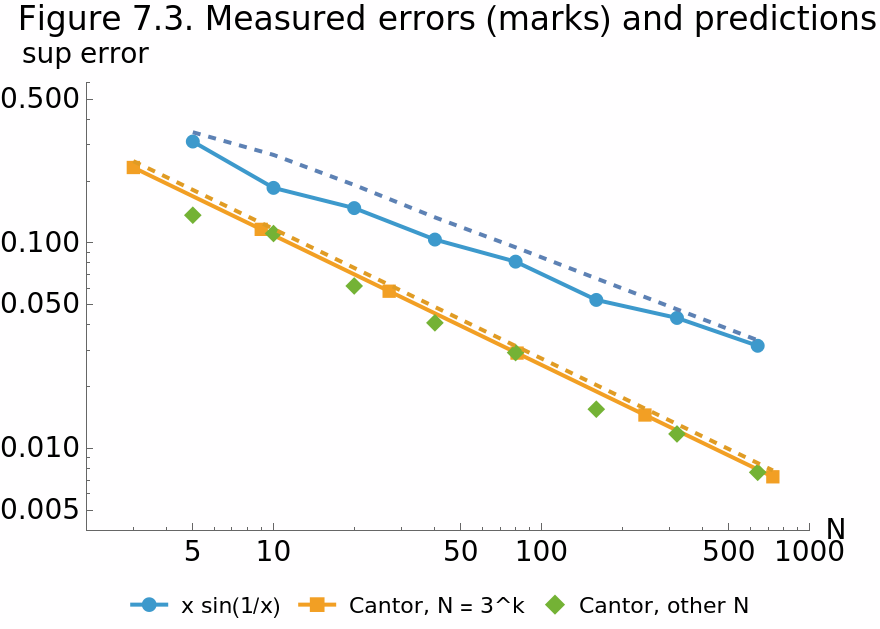 Figure 7.3. Measured errors (marks) and predictions
sup error
0.500
0.100
0.050
0.010
0.005
5 10 50 100 500 1000 N
x sin(1/x) Cantor, N = 3^k Cantor, other N